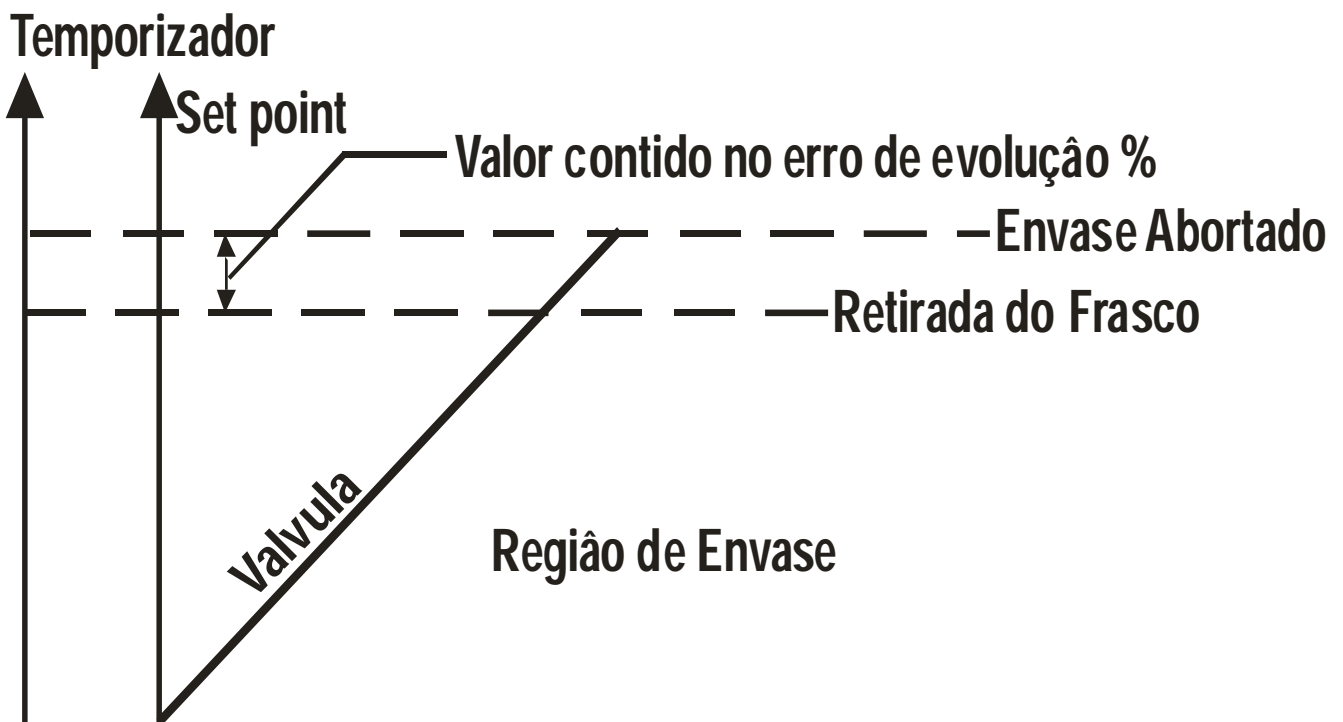 Temporizador
Set point
Valor contido no erro de evoluçâo %
Envase Abortado
Retirada do Frasco
Valvula
Regiâo de Envase